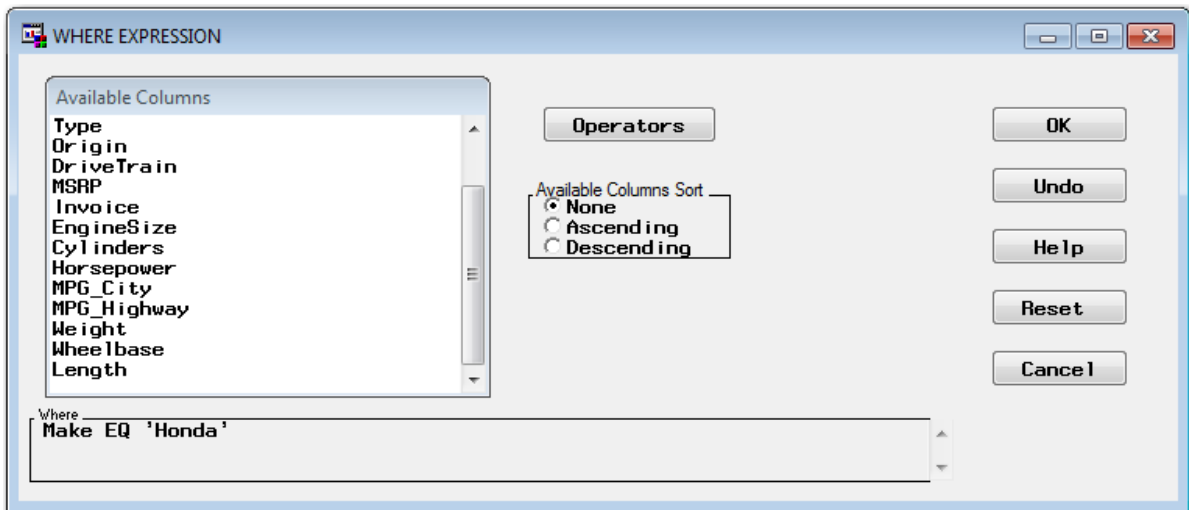 WHERE EXPRESSION
Available Columns
Type
Origin
DriveTrain
MSRP
Invoice
EngineSize
Cylinders
Horsepower
MPG_City
MPG_Highway
Weight
Wheelbase
Length
Operators
Available Columns Sort
None
Ascending
Descending
OK
Undo
Help
Reset
Cancel
Where
Make EQ 'Honda'